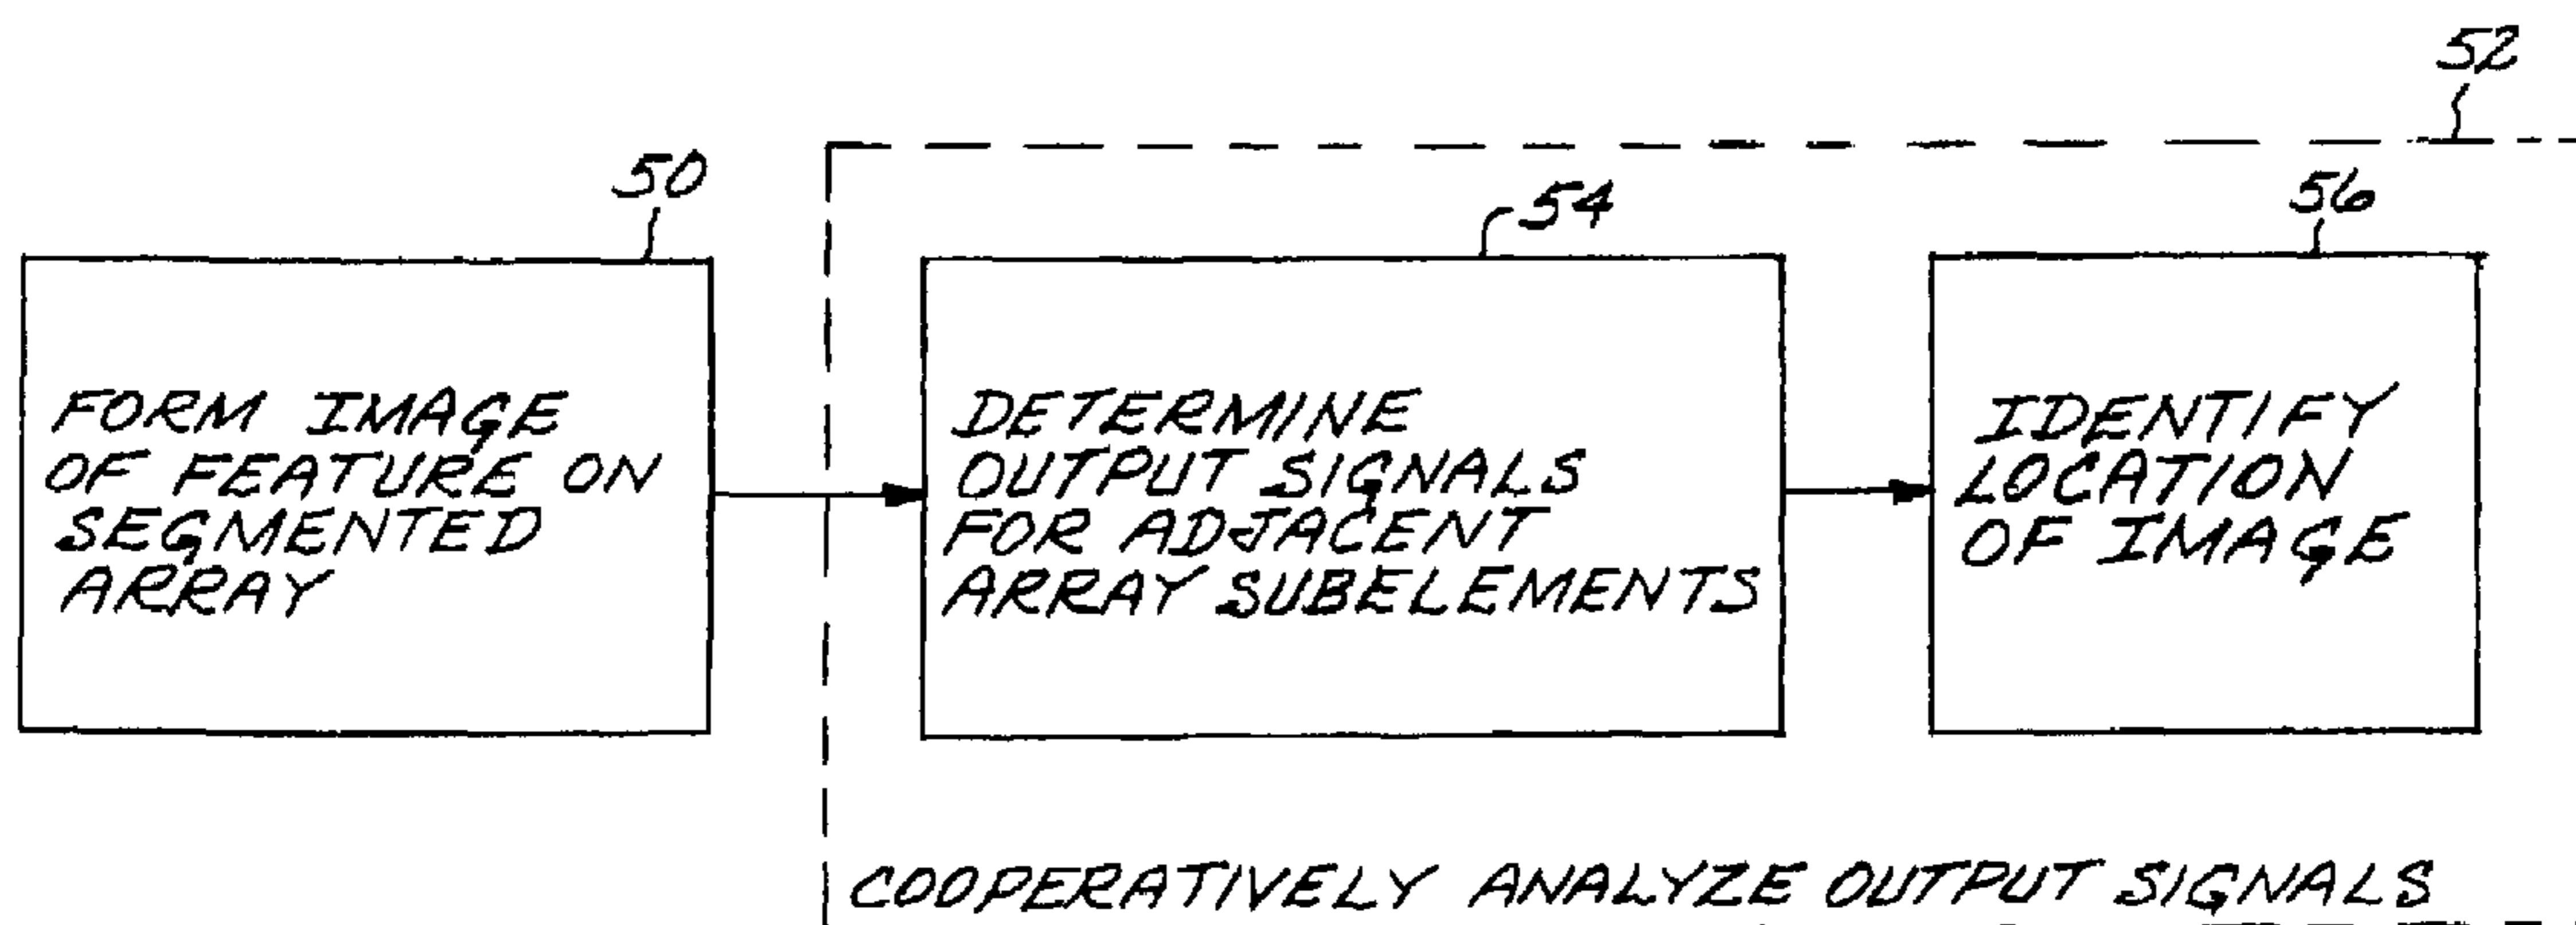 52
50
54
56
FORM IMAGE
OF FEATURE ON
SEGMENTED
ARRAY
DETERMINE
OUTPUT SIGNALS
FOR ADJACENT
ARRAY SUBELEMENTS
IDENTIFY
LOCATION
OF IMAGE
COOPERATIVELY ANALYZE OUTPUT SIGNALS